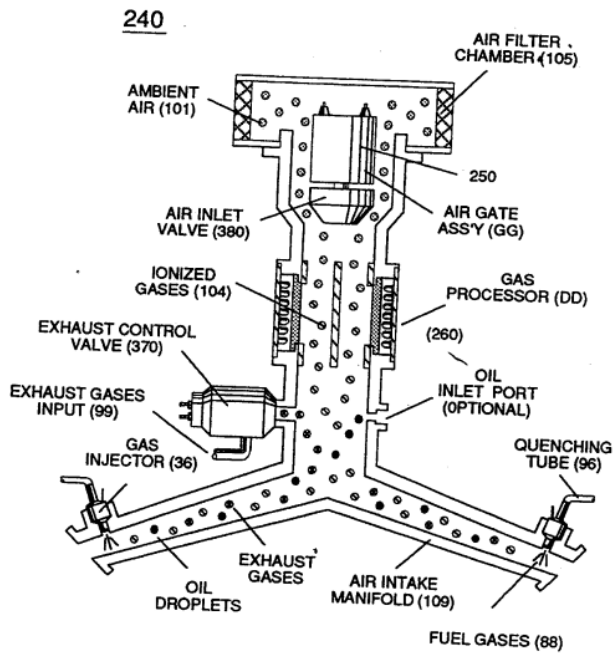 240
AIR FILTER
CHAMBER (105)
AMBIENT
AIR (101)
250
AIR INLET
VALVE (380)
AIR GATE
ASS'Y (GG)
IONIZED
GASES (104)
GAS
PROCESSOR (DD)
EXHAUST CONTROL
VALVE (370)
(260)
OIL
INLET PORT
(OPTIONAL)
EXHAUST GASES
INPUT (99)
GAS
INJECTOR (36)
QUENCHING
TUBE (96)
EXHAUST
GASES
OIL
DROPLETS
AIR INTAKE
MANIFOLD (109)
FUEL GASES (88)